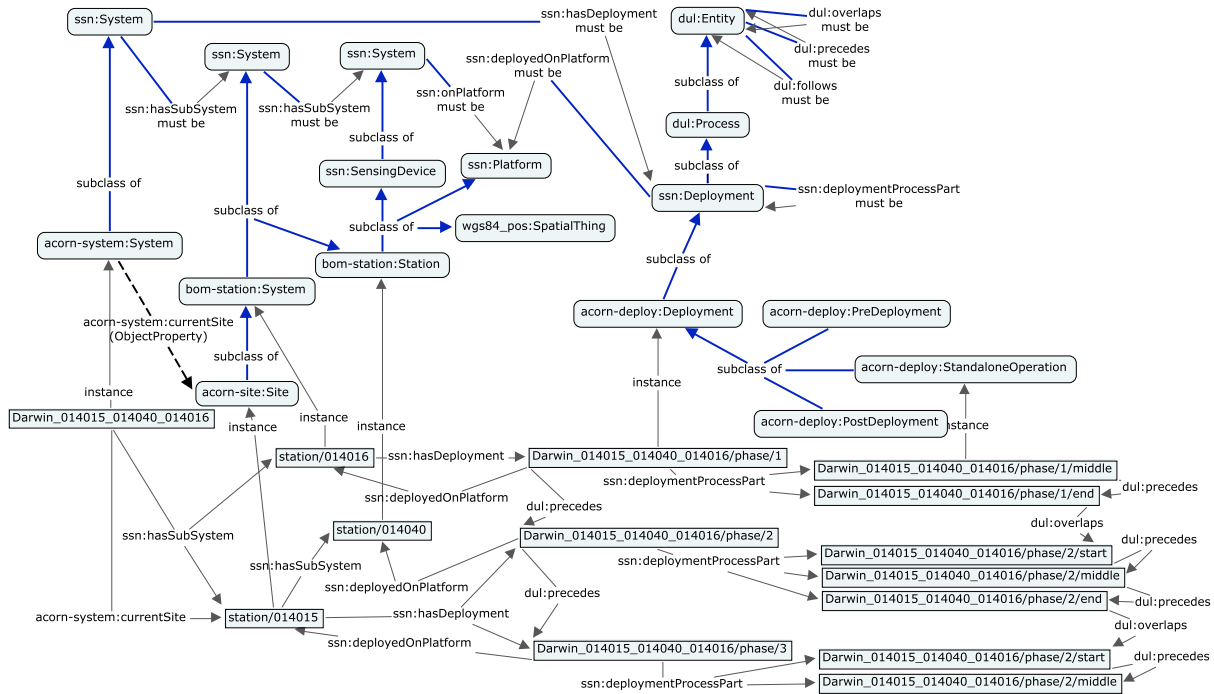 ssn:System
ssn:hasDeployment
must be
dul:Entity
dul:overlaps
must be
dul:precedes
must be
dul:follows
must be
ssn:System
ssn:System
ssn:deployedOnPlatform
must be
ssn:hasSubSystem
must be
ssn:hasSubSystem
must be
ssn:onPlatform
must be
subclass of
dul:Process
subclass of
ssn:SensingDevice
ssn:Platform
subclass of
ssn:Deployment
ssn:deploymentProcessPart
must be
subclass of
subclass of
subclass of
wgs84_pos:SpatialThing
acorn-system:System
bom-station:Station
subclass of
bom-station:System
acorn-deploy:Deployment
acorn-deploy:PreDeployment
acorn-system:currentSite
(ObjectProperty)
subclass of
subclass of
acorn-deploy:StandaloneOperation
instance
acorn-site:Site
instance
Darwin_014015_014040_014016
instance
instance
instance
acorn-deploy:PostDeployment
nstance
station/014016
ssn:hasDeployment
Darwin_014015_014040_014016/phase/1
ssn:deploymentProcessPart
Darwin_014015_014040_014016/phase/1/middle
Darwin_014015_014040_014016/phase/1/end
dul:precedes
ssn:deployedOnPlatform
dul:precedes
dul:overlaps
station/014040
ssn:hasSubSystem
Darwin_014015_014040_014016/phase/2
dul:precedes
Darwin_014015_014040_014016/phase/2/start
ssn:hasSubSystem
ssn:deploymentProcessPart
Darwin_014015_014040_014016/phase/2/middle
ssn:deployedOnPlatform
dul:precedes
Darwin_014015_014040_014016/phase/2/end
dul:precedes
acorn-system:currentSite
station/014015
ssn:hasDeployment
dul:overlaps
ssn:deployedOnPlatform
Darwin_014015_014040_014016/phase/3
Darwin_014015_014040_014016/phase/2/start
dul:precedes
ssn:deploymentProcessPart
Darwin_014015_014040_014016/phase/2/middle